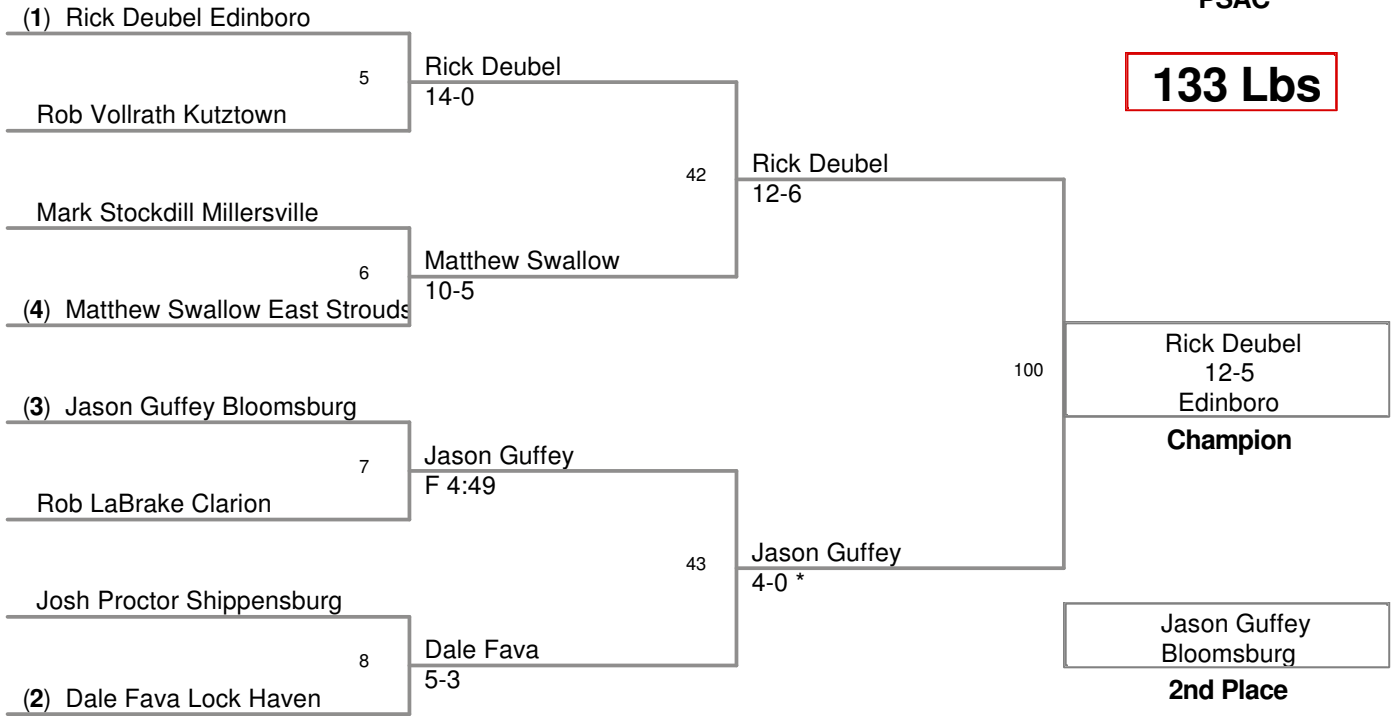 PSAC
133 Lbs
(1) Rick Deubel Edinboro
5
Rob Vollrath Kutztown
Rick Deubel
14-0
Mark Stockdill Millersville
6
(4) Matthew Swallow East Strouds
Matthew Swallow
10-5
42
Rick Deubel
12-6
(3) Jason Guffey Bloomsburg
7
Rob LaBrake Clarion
Jason Guffey
F 4:49
Josh Proctor Shippensburg
8
(2) Dale Fava Lock Haven
Dale Fava
5-3
43
Jason Guffey
4-0 *
100
Rick Deubel
12-5
Edinboro
Champion
Jason Guffey
Bloomsburg
2nd Place